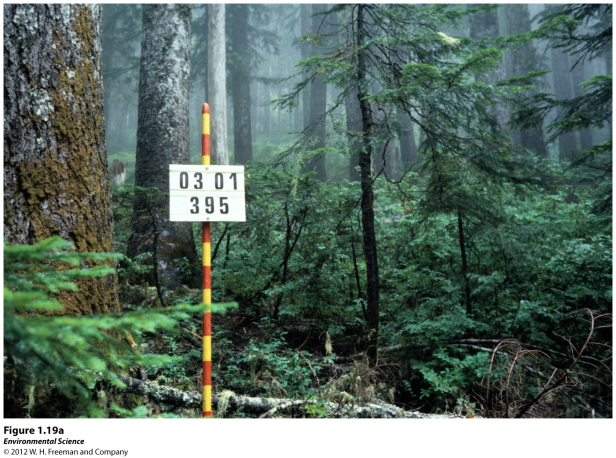 03 01
395
Figure 1.19a
Environmental Science
© 2012 W. H. Freeman and Company